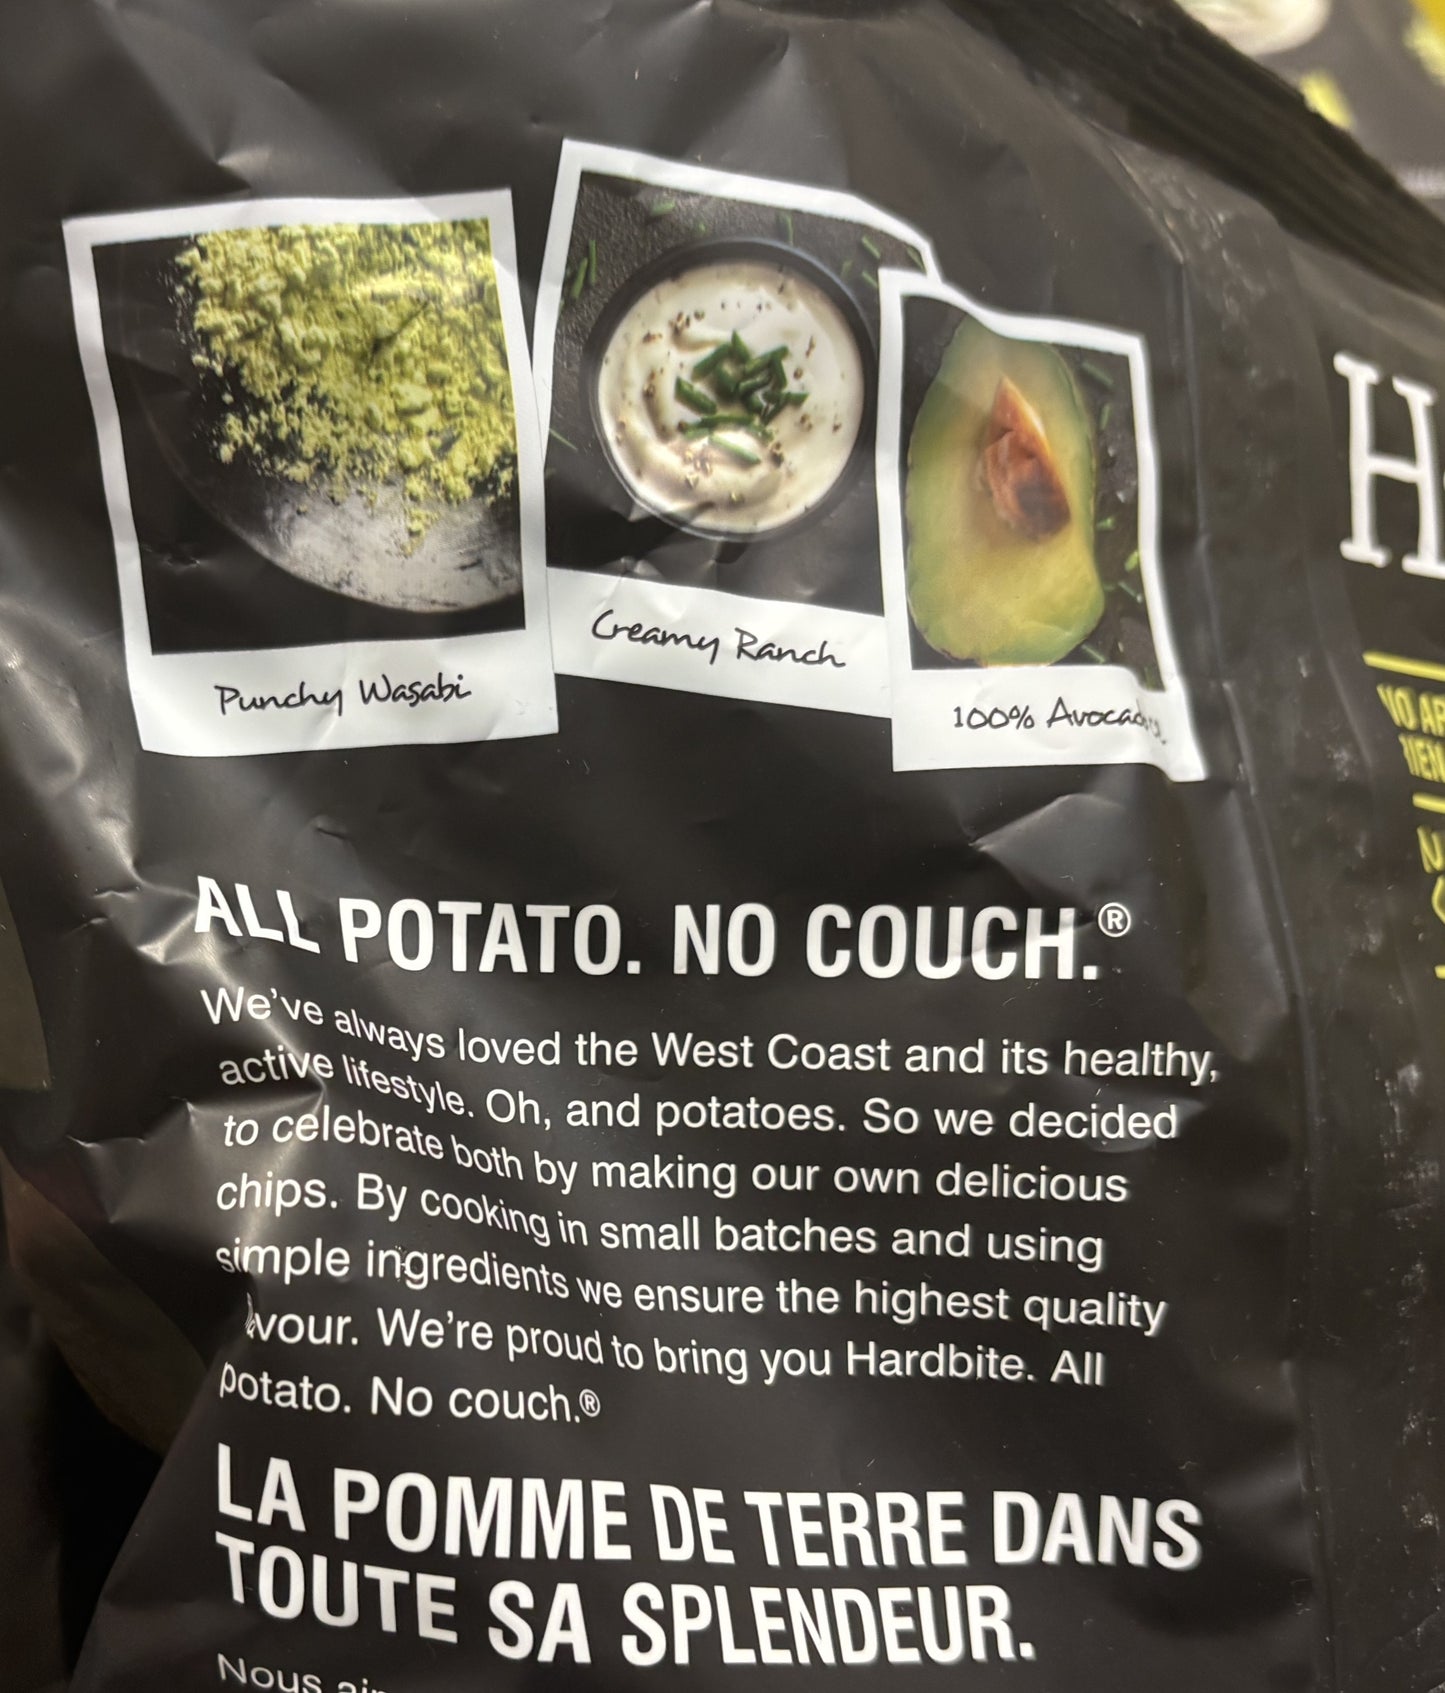 Punchy Wasabi
Creamy Ranch
100%
ALL POTATO. NO COUCH.®
We've always loved the West Coast and its healthy,
active lifestyle. Oh, and potatoes. So we decided
to celebrate both by making our own delicious
chips. By cooking in small batches and using
simple ingredients we ensure the highest quality
We're proud to bring you Hardbite. All
potato. No couch.®
LA POMME DE TERRE DANS
TOUTE SA SPLENDEUR.
Nous
H
NO